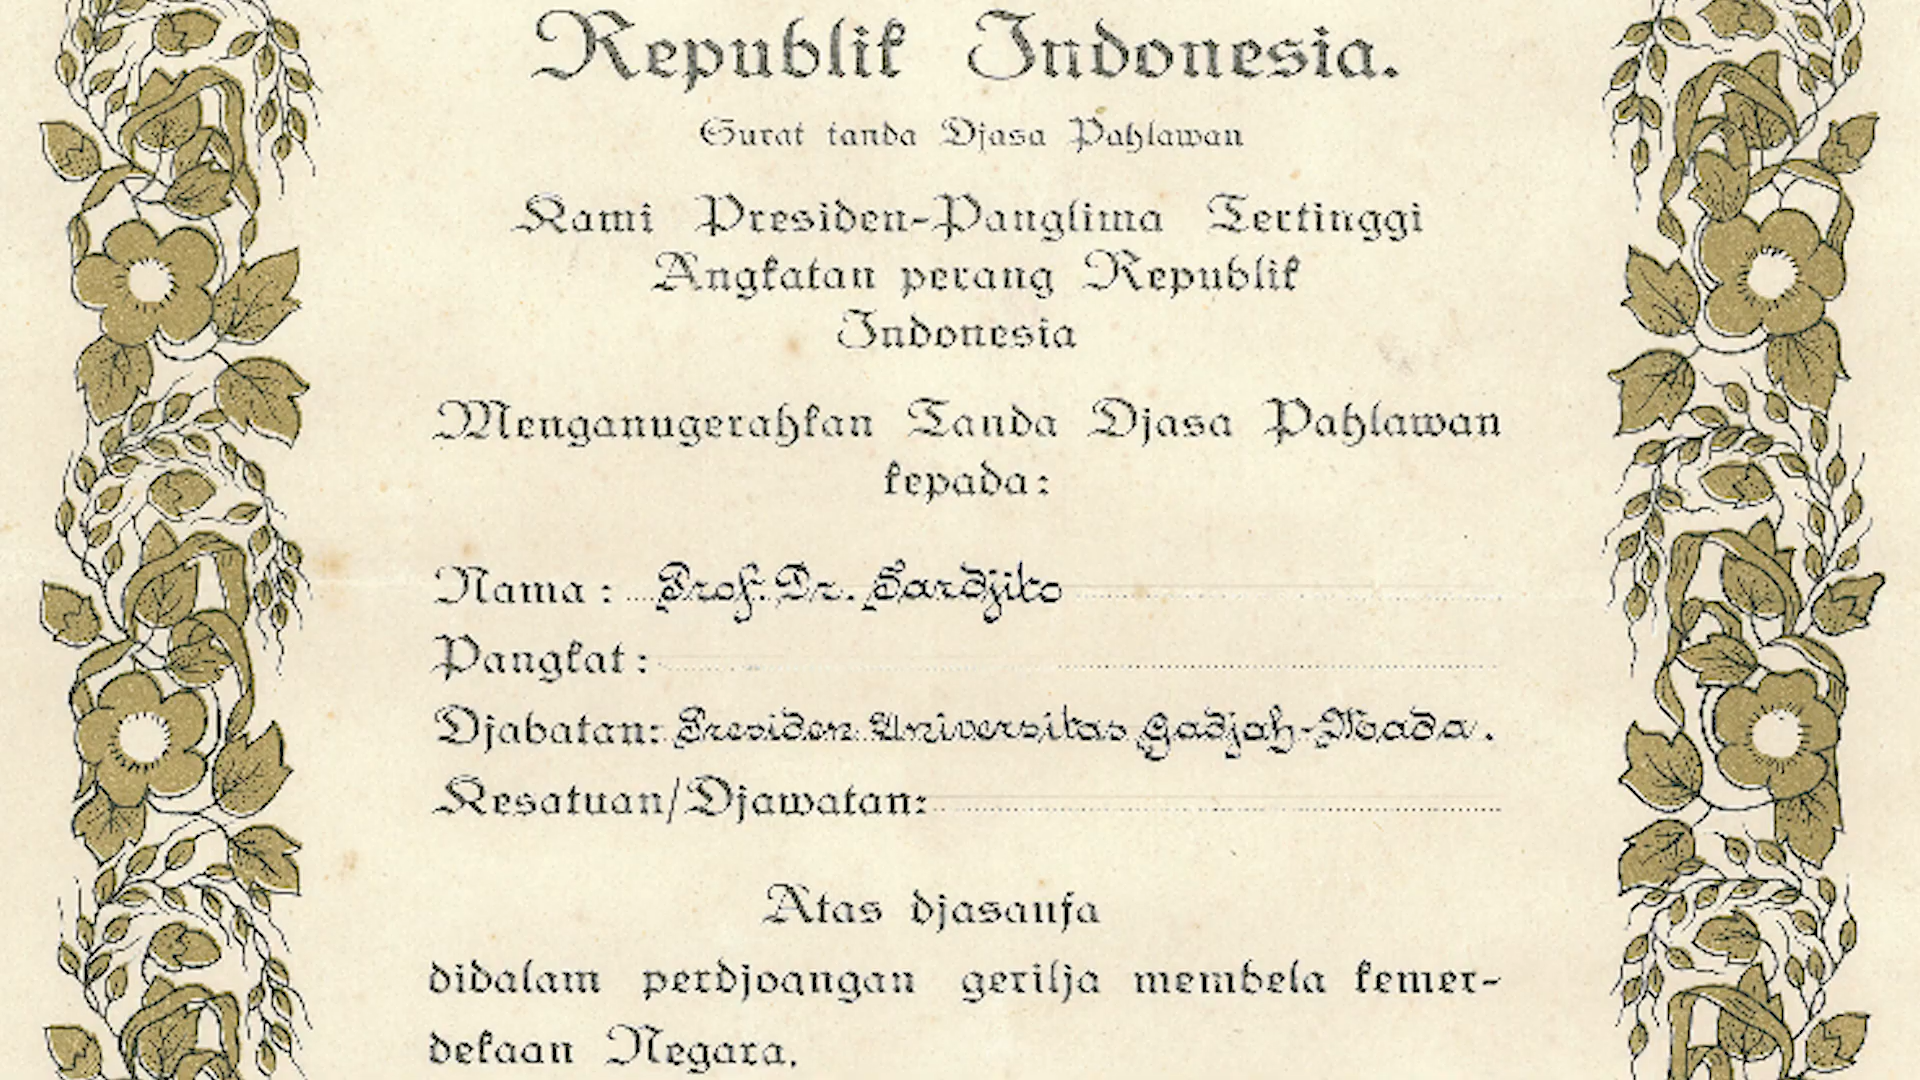 Republik Indonesia.
Surat tanda Djasa Pahlawan
Kami Presiden-Panglima Tertinggi
Angkatan perang Republik
Indonesia
Menganugerahkan Tanda Djasa Pahlawan
kepada:
Nama: Prof. Dr. Sardjito
Pangkat:
Djabatan: Presiden Universitas Gadjah-Mada.
Kesatuan/Djawatan:
Atas djasanja
didalam perdjoangan gerilja membela kemer-
dekaan Negara.